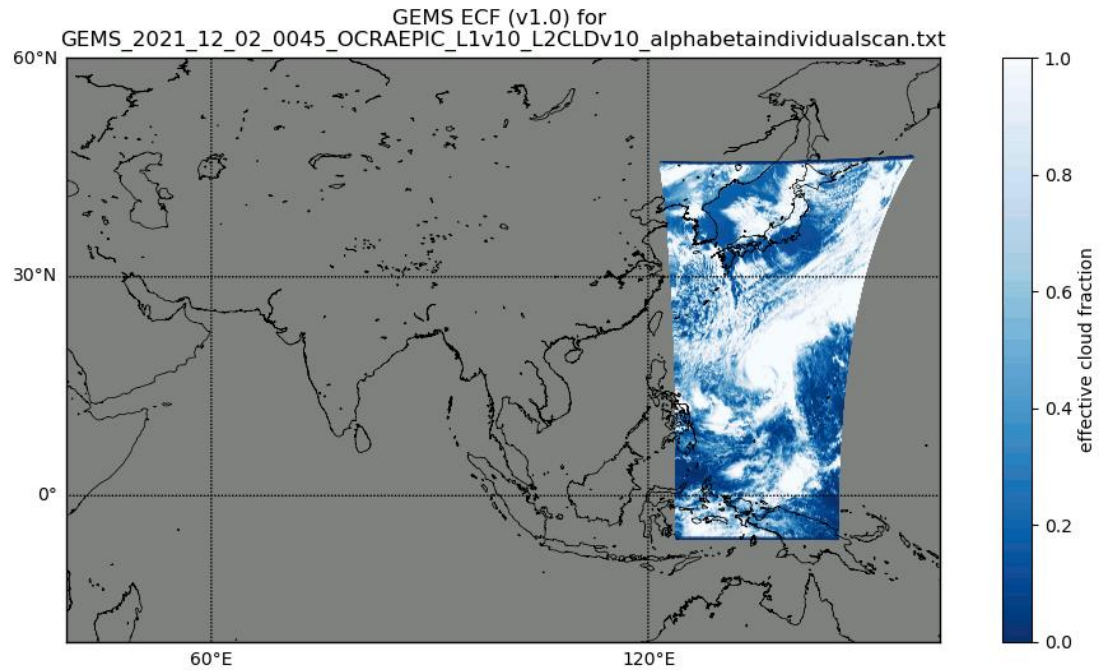 GEMS ECF (v1.0) for
GEMS_2021_12_02_0045_OCRAEPIC_L1v10_L2CLDv10_alphabetaindividualscan.txt
60°N
30°N
0°
60°E
120°E
1.0
0.8
0.6
0.4
0.2
0.0
effective cloud fraction